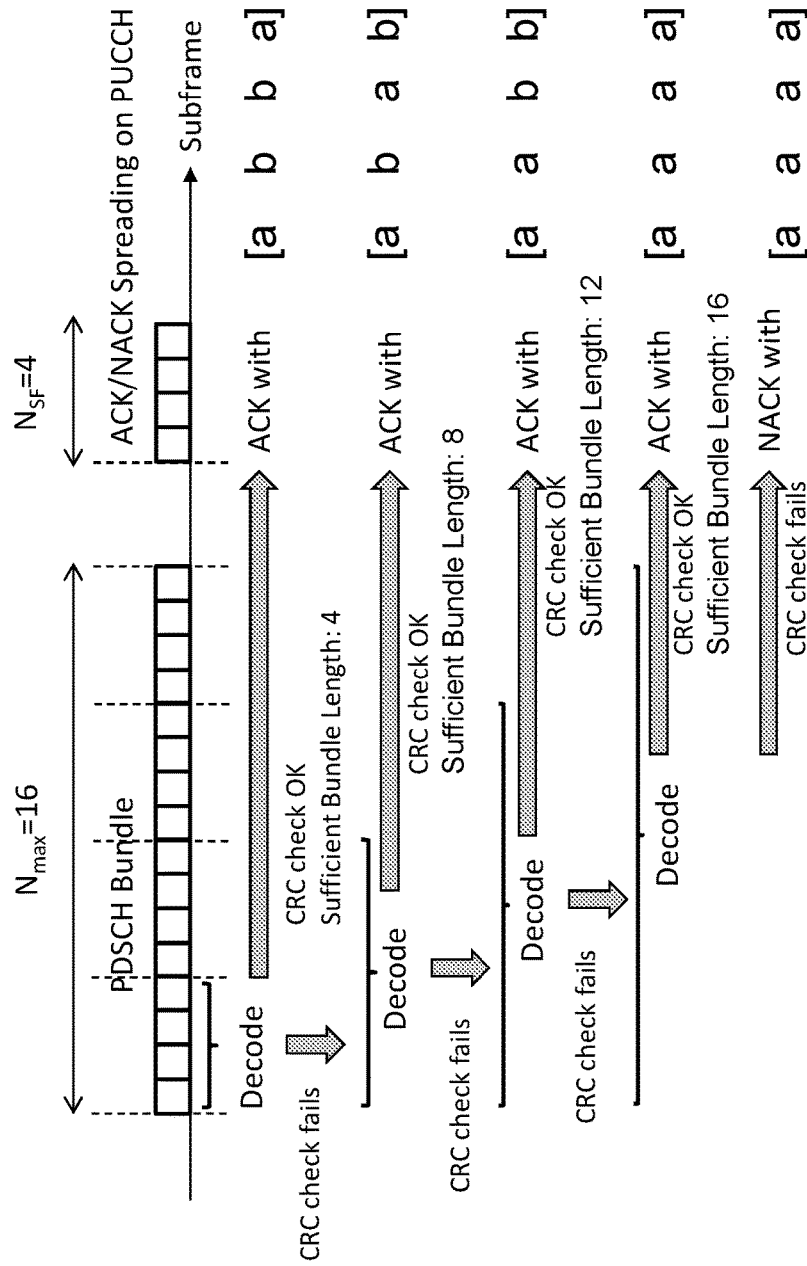 N_max=16
N_SF=4
PDSCH Bundle
ACK/NACK Spreading on PUCCH
Subframe
Decode
CRC check OK
Sufficient Bundle Length: 4
ACK with
[a b b a]
CRC check fails
Decode
CRC check OK
Sufficient Bundle Length: 8
ACK with
[a b a b]
CRC check fails
Decode
CRC check OK
Sufficient Bundle Length: 12
ACK with
[a a b b]
CRC check fails
Decode
CRC check OK
Sufficient Bundle Length: 16
ACK with
[a a a a]
CRC check fails
NACK with
[a a a a]